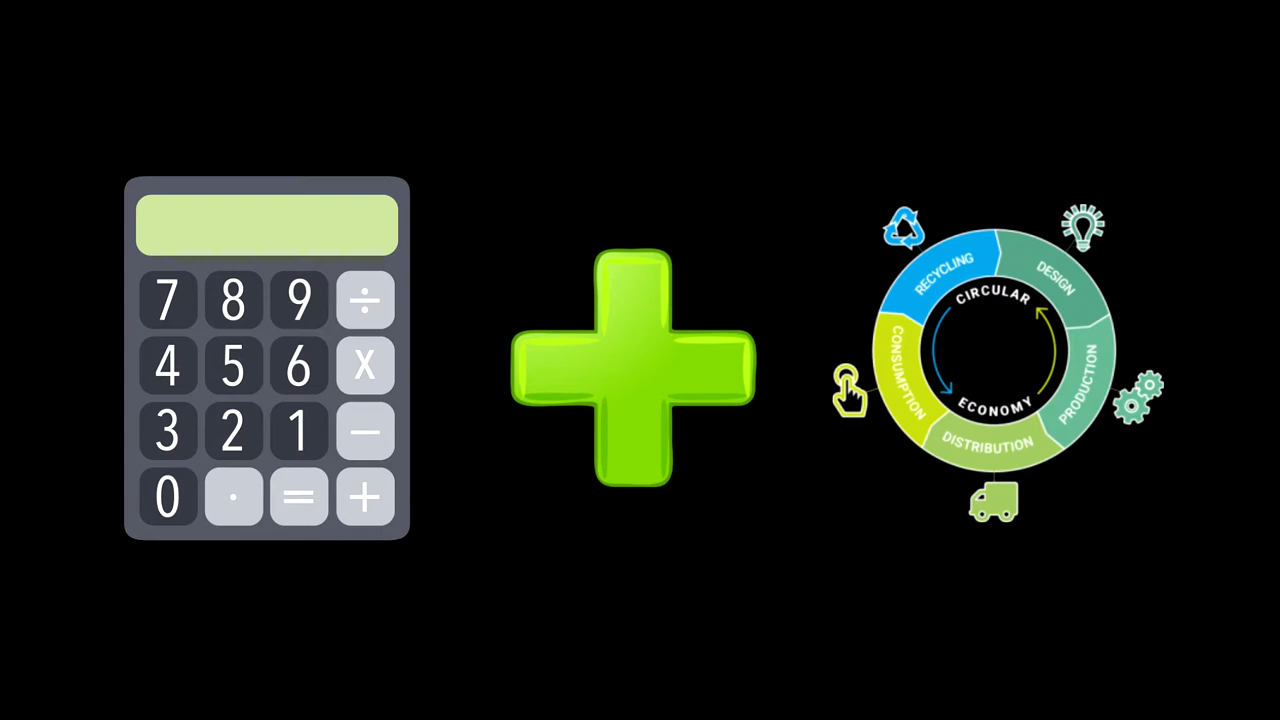 7 8 9 ÷
4 5 6 X
3 2 1 −
0 · = +
RECYCLING
DESIGN
CIRCULAR
CONSUMPTION
PRODUCTION
ECONOMY
DISTRIBUTION